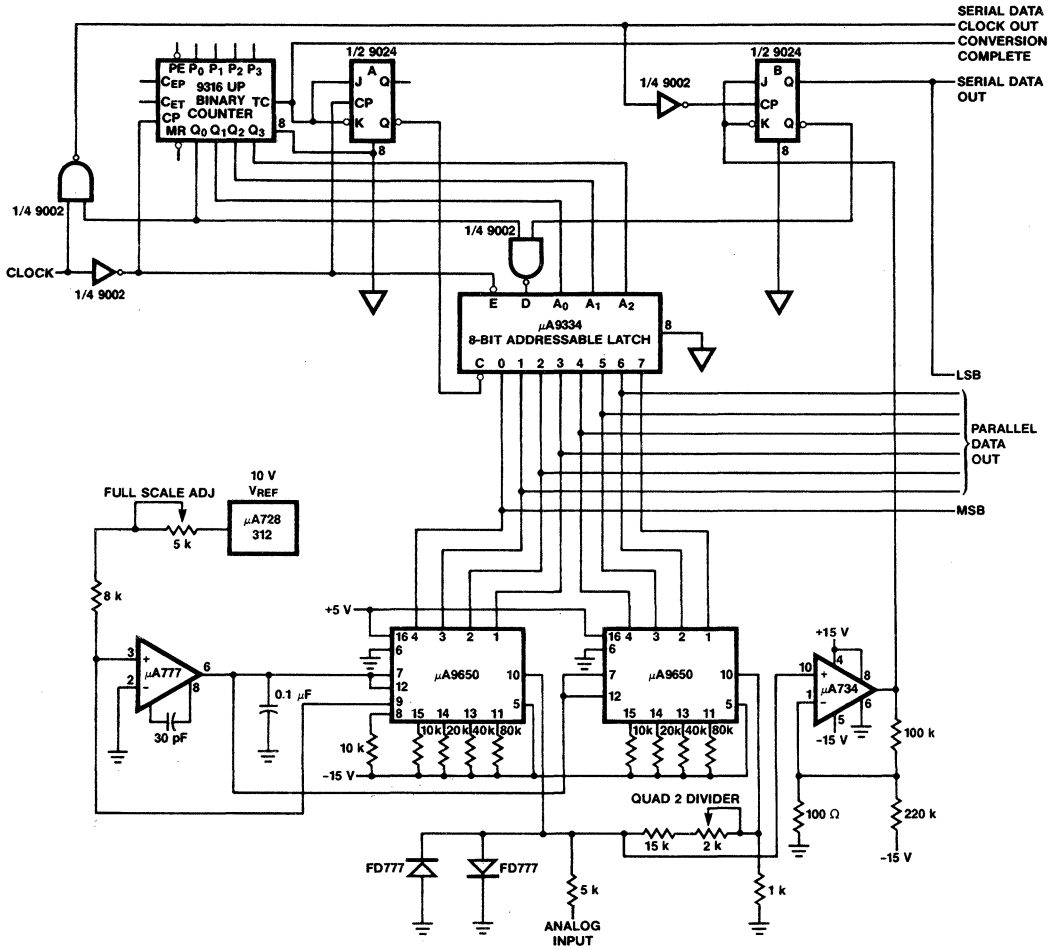 SERIAL DATA
CLOCK OUT
CONVERSION
COMPLETE
SERIAL DATA
OUT
1/2 9024
1/2 9024
PE P0 P1 P2 P3
CEP
9316 UP
BINARY
COUNTER
CET
TC
CP
MR Q0 Q1 Q2 Q3
8
A
J Q
CP
K Q
8
1/4 9002
B
J Q
CP
K Q
8
1/4 9002
1/4 9002
CLOCK
1/4 9002
E D A0 A1 A2
μA9334
8-BIT ADDRESSABLE LATCH
8
C 0 1 2 3 4 5 6 7
LSB
PARALLEL
DATA
OUT
MSB
10 V
VREF
FULL SCALE ADJ
μA728
312
5 k
8 k
+5 V
16 4 3 2 1
6
7
12
9
8
μA9650
10
5
15 14 13 11
10k 20k 40k 80k
10 k
−15 V
16 4 3 2 1
6
7
12
μA9650
10
5
15 14 13 11
10k 20k 40k 80k
3
+
μA777
2
−
6
8
30 pF
0.1 μF
+15 V
10
+
4
8
μA734
1
−
6
5
−15 V
100 k
100 Ω
220 k
−15 V
QUAD 2 DIVIDER
15 k
2 k
FD777
FD777
5 k
1 k
ANALOG
INPUT